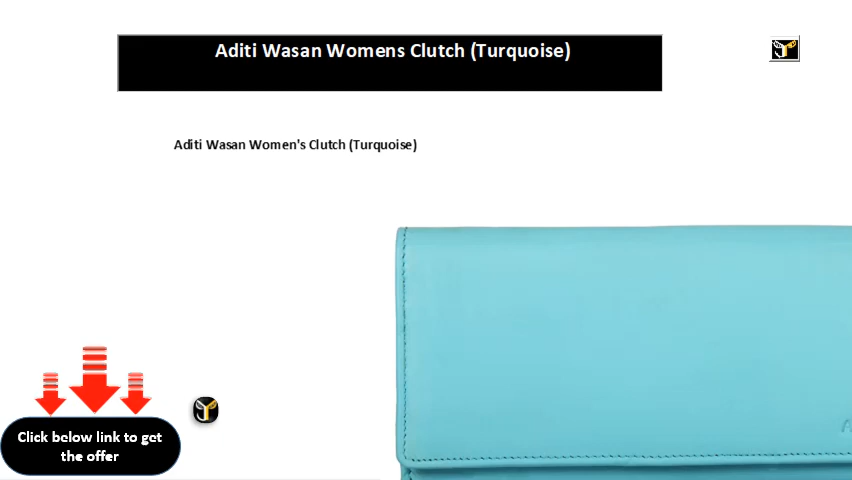 Aditi Wasan Womens Clutch (Turquoise)
Aditi Wasan Women's Clutch (Turquoise)
Click below link to get
the offer